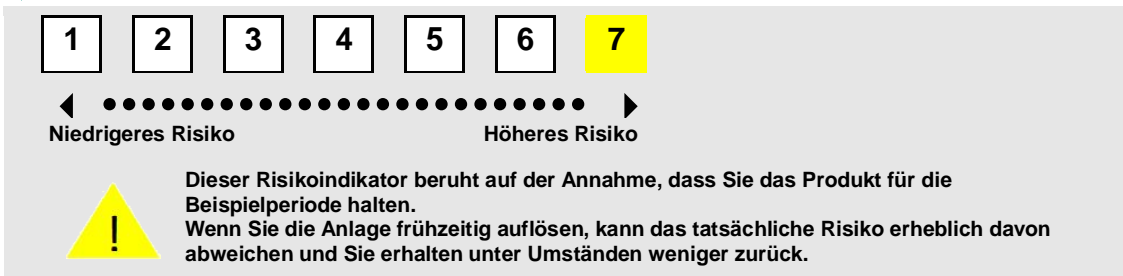 1 2 3 4 5 6 7
Niedrigeres Risiko Höheres Risiko
Dieser Risikoindikator beruht auf der Annahme, dass Sie das Produkt für die
Beispielperiode halten.
! Wenn Sie die Anlage frühzeitig auflösen, kann das tatsächliche Risiko erheblich davon
abweichen und Sie erhalten unter Umständen weniger zurück.